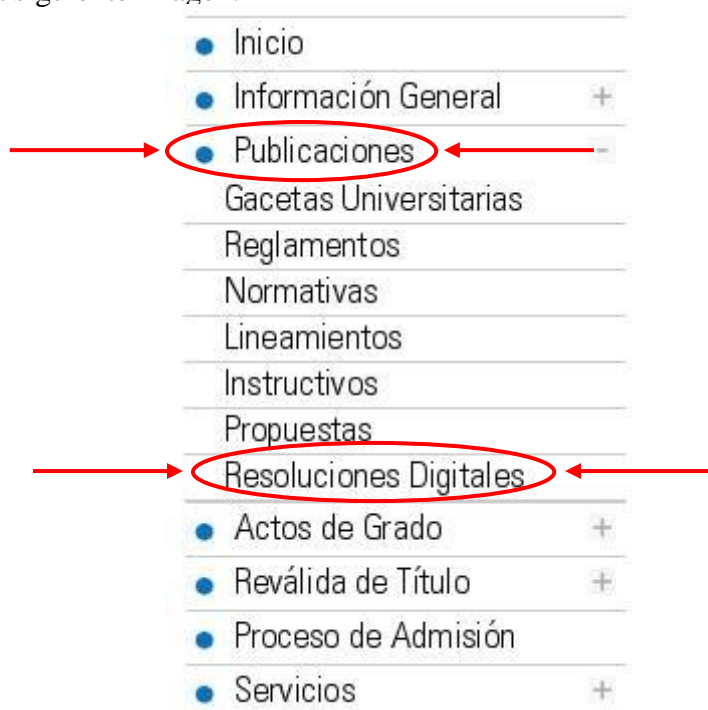 Inicio
Información General +
Publicaciones -
Gacetas Universitarias
Reglamentos
Normativas
Lineamientos
Instructivos
Propuestas
Resoluciones Digitales
Actos de Grado +
Reválida de Título +
Proceso de Admisión
Servicios +